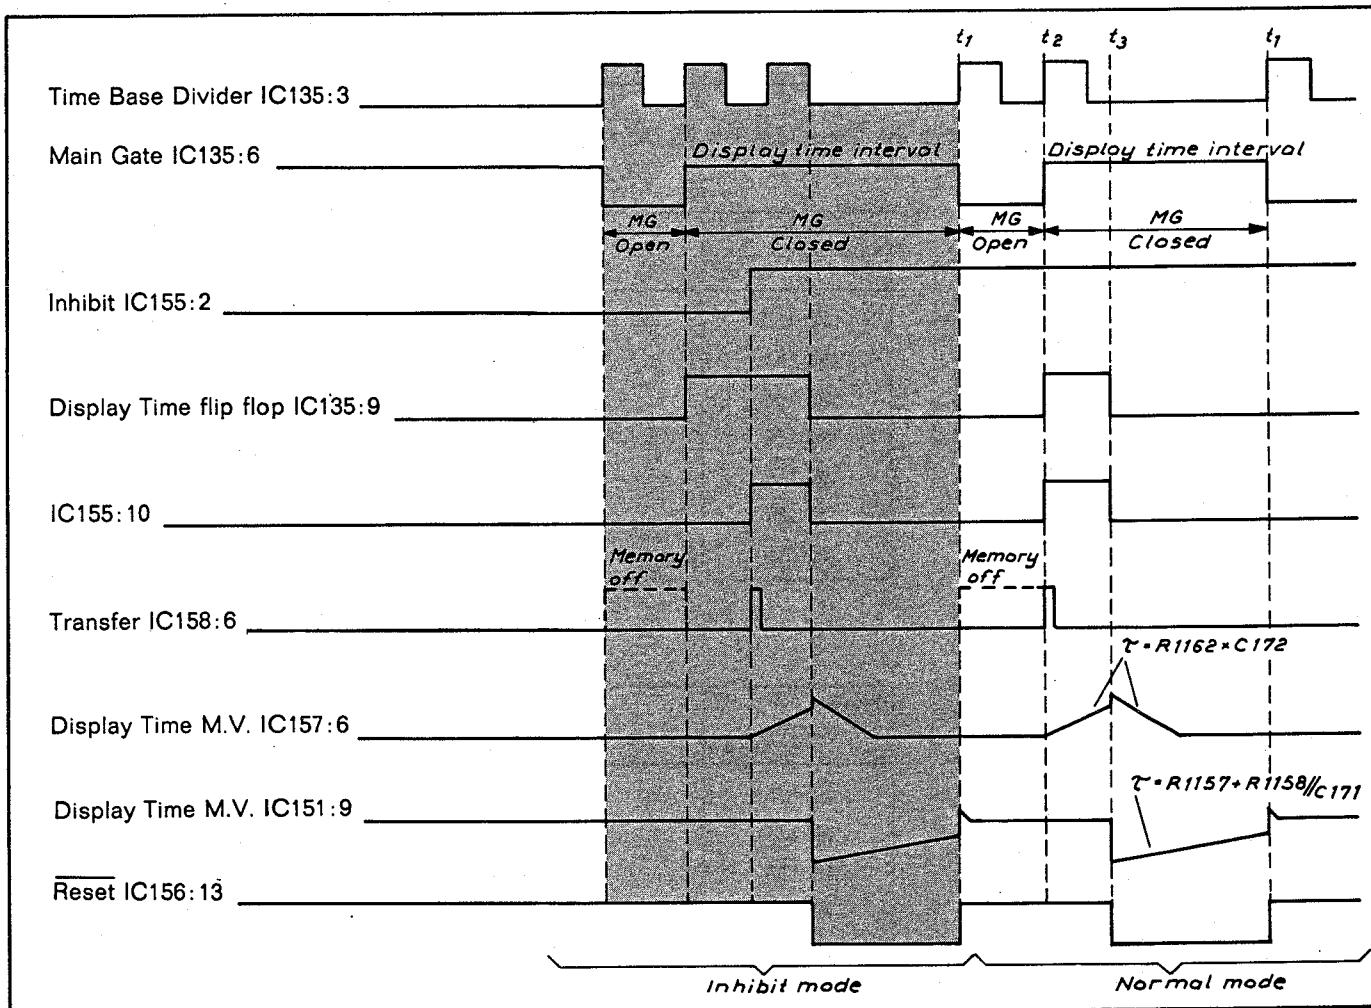 t1 t2 t3 t1
Time Base Divider IC135:3
Main Gate IC135:6
Display time interval
Display time interval
MG Open
MG Closed
MG Open
MG Closed
Inhibit IC155:2
Display Time flip flop IC135:9
IC155:10
Memory off
Memory off
Transfer IC158:6
τ=R1162×C172
Display Time M.V. IC157:6
τ=R1157+R1158//C171
Display Time M.V. IC151:9
Reset IC156:13
Inhibit mode
Normal mode